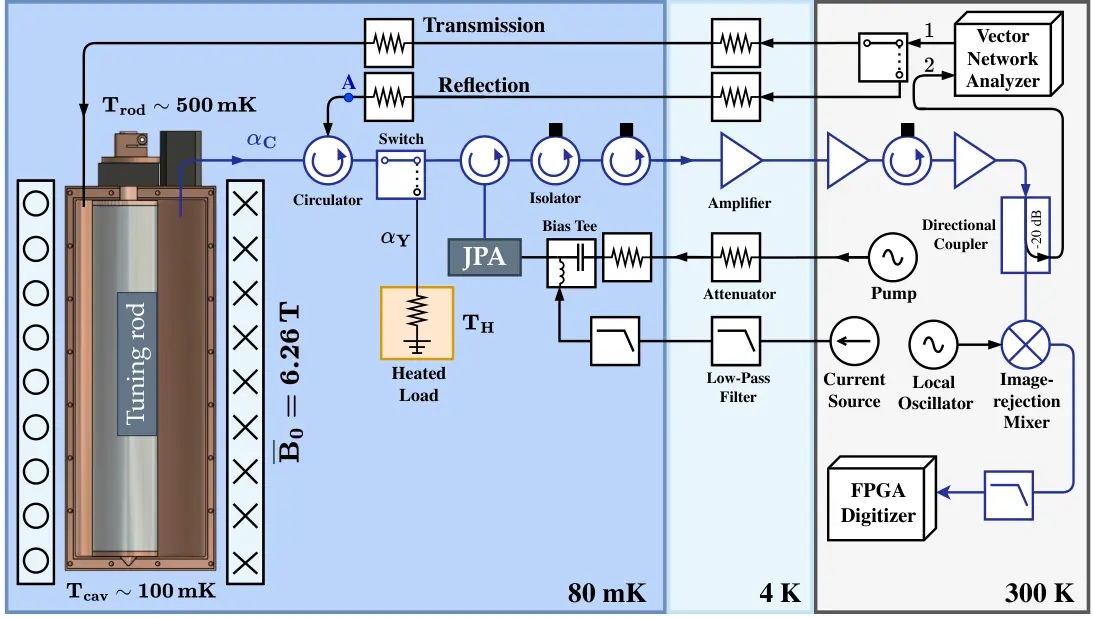 Transmission
1
Vector
Network
Analyzer
2
A
Reflection
T_rod ∼ 500 mK
α_C
Switch
Circulator
Isolator
Amplifier
Directional
Coupler
-20 dB
α_Y
JPA
Bias Tee
Attenuator
Pump
Tuning rod
B̅_0 = 6.26 T
T_H
Heated
Load
Low-Pass
Filter
Current
Source
Local
Oscillator
Image-
rejection
Mixer
FPGA
Digitizer
T_cav ∼ 100 mK
80 mK
4 K
300 K